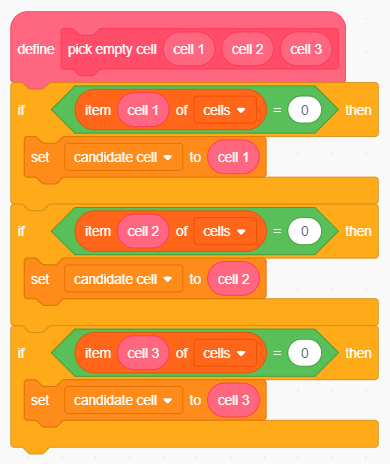 define pick empty cell cell 1 cell 2 cell 3
if item cell 1 of cells = 0 then
set candidate cell to cell 1
if item cell 2 of cells = 0 then
set candidate cell to cell 2
if item cell 3 of cells = 0 then
set candidate cell to cell 3